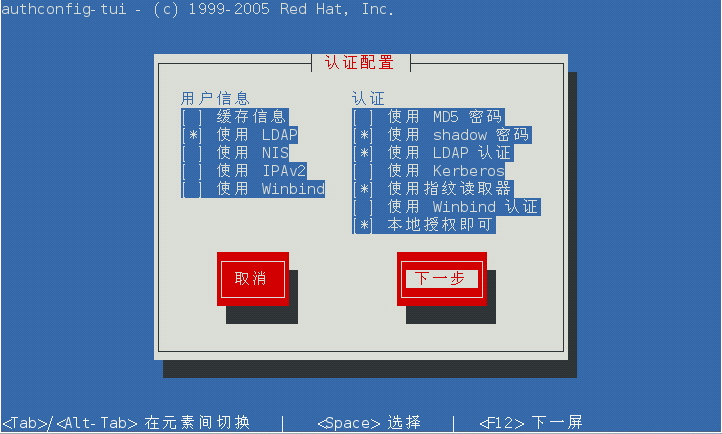 authconfig-tui - (c) 1999-2005 Red Hat, Inc.
认证配置
用户信息
[ ] 缓存信息
[*] 使用 LDAP
[ ] 使用 NIS
[ ] 使用 IPAv2
[ ] 使用 Winbind
认证
[ ] 使用 MD5 密码
[*] 使用 shadow 密码
[*] 使用 LDAP 认证
[ ] 使用 Kerberos
[*] 使用指纹读取器
[ ] 使用 Winbind 认证
[*] 本地授权即可
取消
下一步
<Tab>/<Alt-Tab> 在元素间切换 | <Space> 选择 | <F12> 下一屏